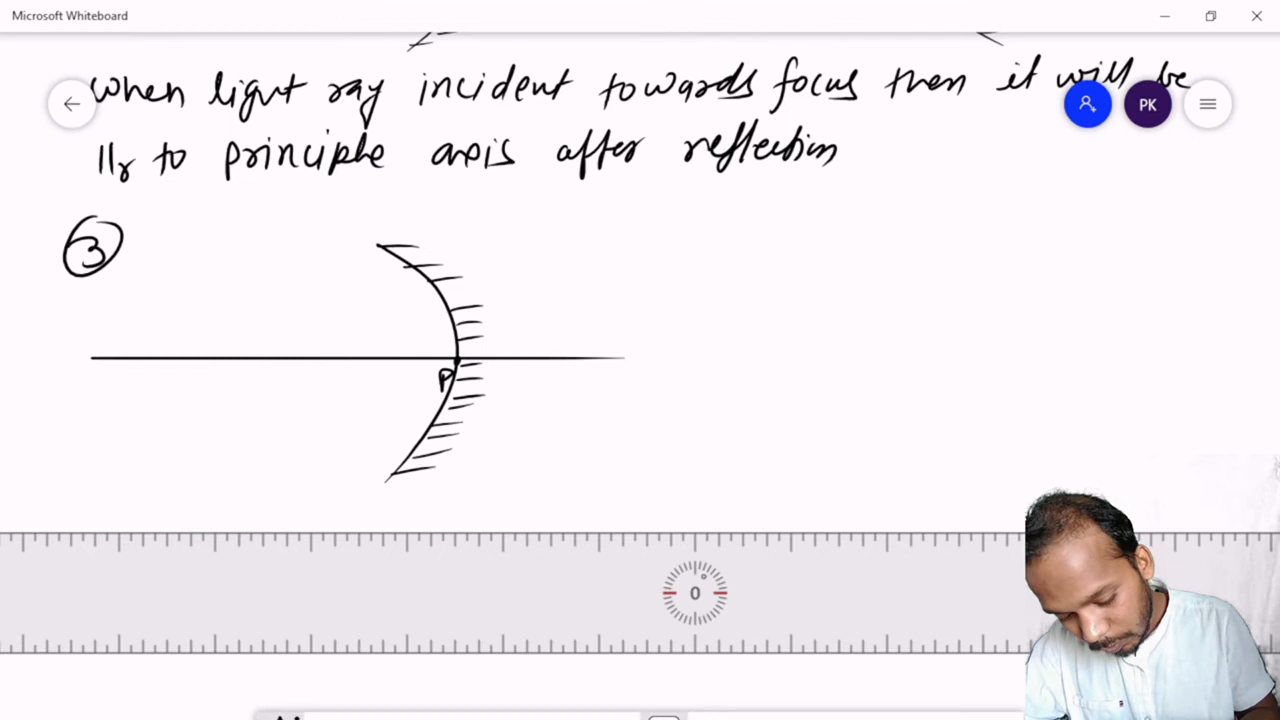 Microsoft Whiteboard
When light ray incident towards focus then it will be
PK
llr to principle axis after reflection
3
P
0